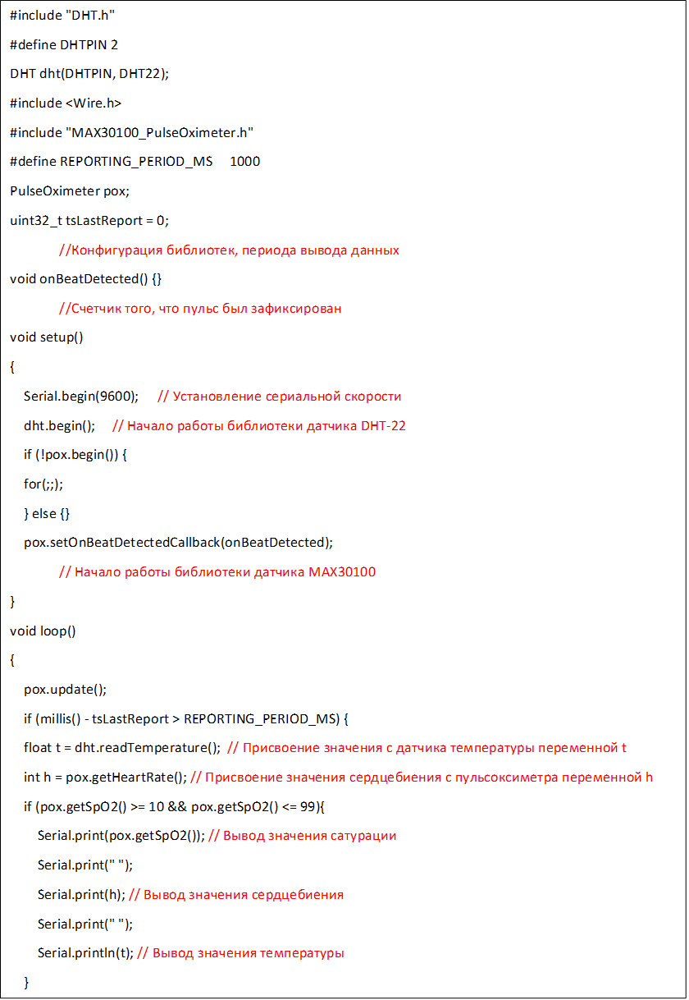 #include "DHT.h"
#define DHTPIN 2
DHT dht(DHTPIN, DHT22);
#include <Wire.h>
#include "MAX30100_PulseOximeter.h"
#define REPORTING_PERIOD_MS     1000
PulseOximeter pox;
uint32_t tsLastReport = 0;
//Конфигурация библиотек, периода вывода данных
void onBeatDetected() {}
//Счетчик того, что пульс был зафиксирован
void setup()
{
Serial.begin(9600);     // Установление сериальной скорости
dht.begin();     // Начало работы библиотеки датчика DHT-22
if (!pox.begin()) {
for(;;);
} else {}
pox.setOnBeatDetectedCallback(onBeatDetected);
// Начало работы библиотеки датчика MAX30100
}
void loop()
{
pox.update();
if (millis() - tsLastReport > REPORTING_PERIOD_MS) {
float t = dht.readTemperature();  // Присвоение значения с датчика температуры переменной t
int h = pox.getHeartRate(); // Присвоение значения сердцебиения с пульсоксиметра переменной h
if (pox.getSpO2() >= 10 && pox.getSpO2() <= 99){
Serial.print(pox.getSpO2()); // Вывод значения сатурации
Serial.print(" ");
Serial.print(h); // Вывод значения сердцебиения
Serial.print(" ");
Serial.println(t); // Вывод значения температуры
}